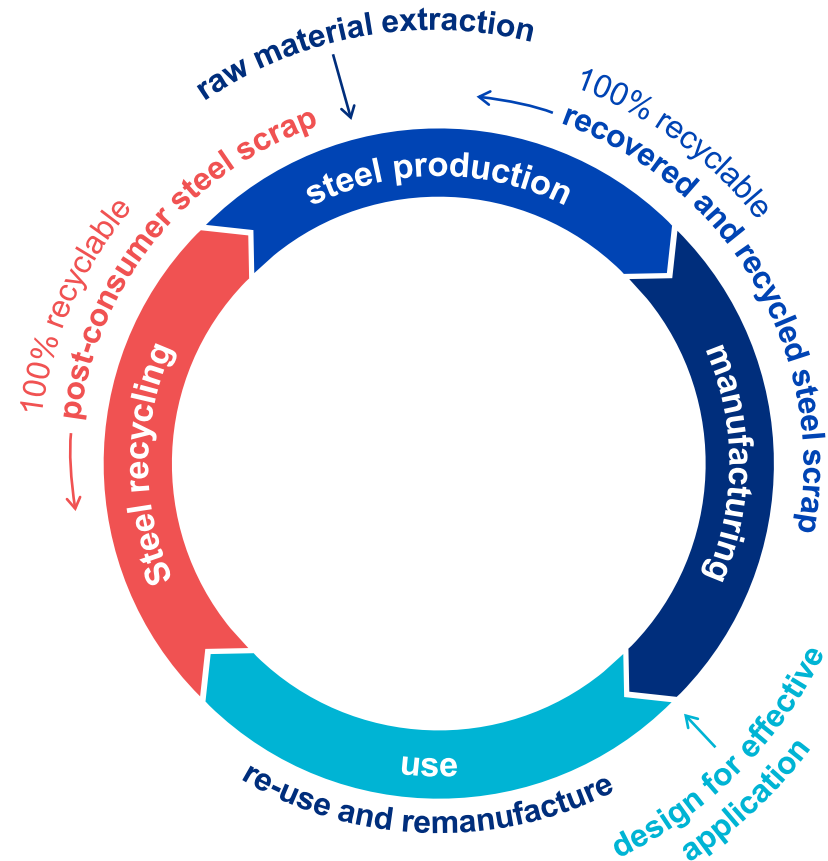 raw material extraction
100% recyclable
recovered and recycled steel scrap
steel production
100% recyclable
post-consumer steel scrap
manufacturing
Steel recycling
design for effective
application
use
re-use and remanufacture